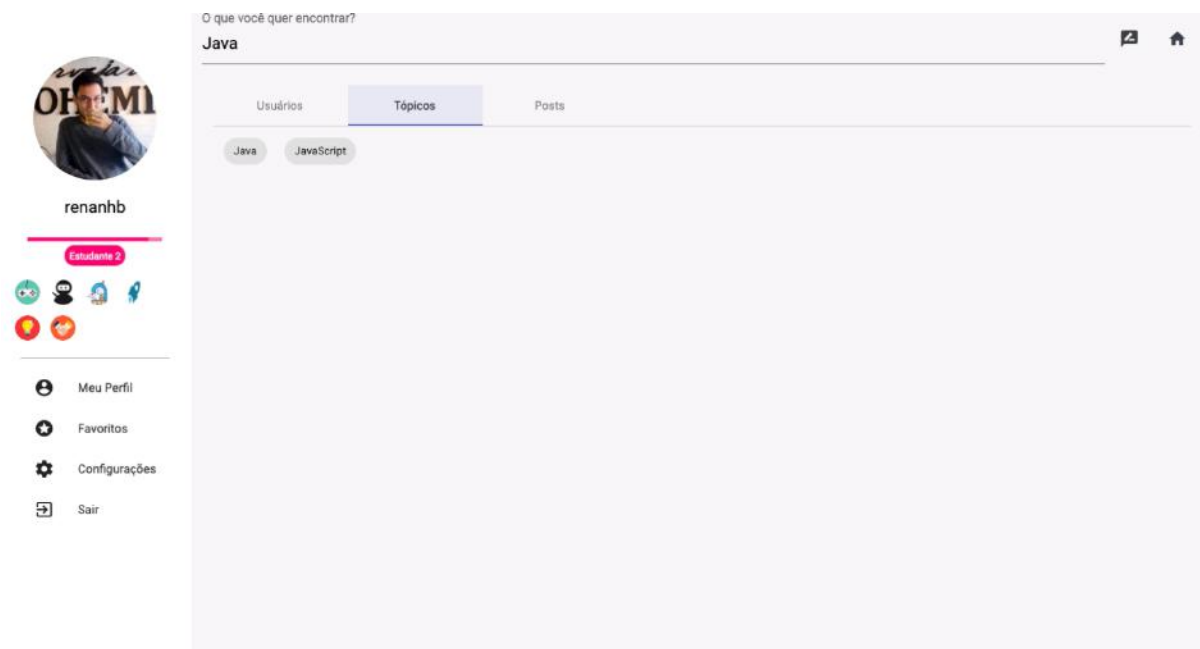 O que você quer encontrar?
Java
Usuários Tópicos Posts
Java JavaScript
renanhb
Estudante 2
Meu Perfil
Favoritos
Configurações
Sair